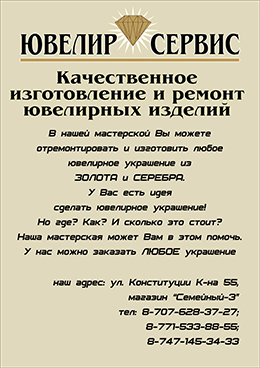 ЮВЕЛИР СЕРВИС
Качественное
изготовление и ремонт
ювелирных изделий
В нашей мастерской Вы можете
отремонтировать и изготовить любое
ювелирное украшение из
ЗОЛОТА и СЕРЕБРА.
У Вас есть идея
сделать ювелирное украшение!
Но где? Как? И сколько это стоит?
Наша мастерская может Вам в этом помочь.
У нас можно заказать ЛЮБОЕ украшение
наш адрес: ул. Конституции К-на 55,
магазин "Семейный-3"
тел: 8-707-628-37-27;
8-771-533-88-55;
8-747-145-34-33